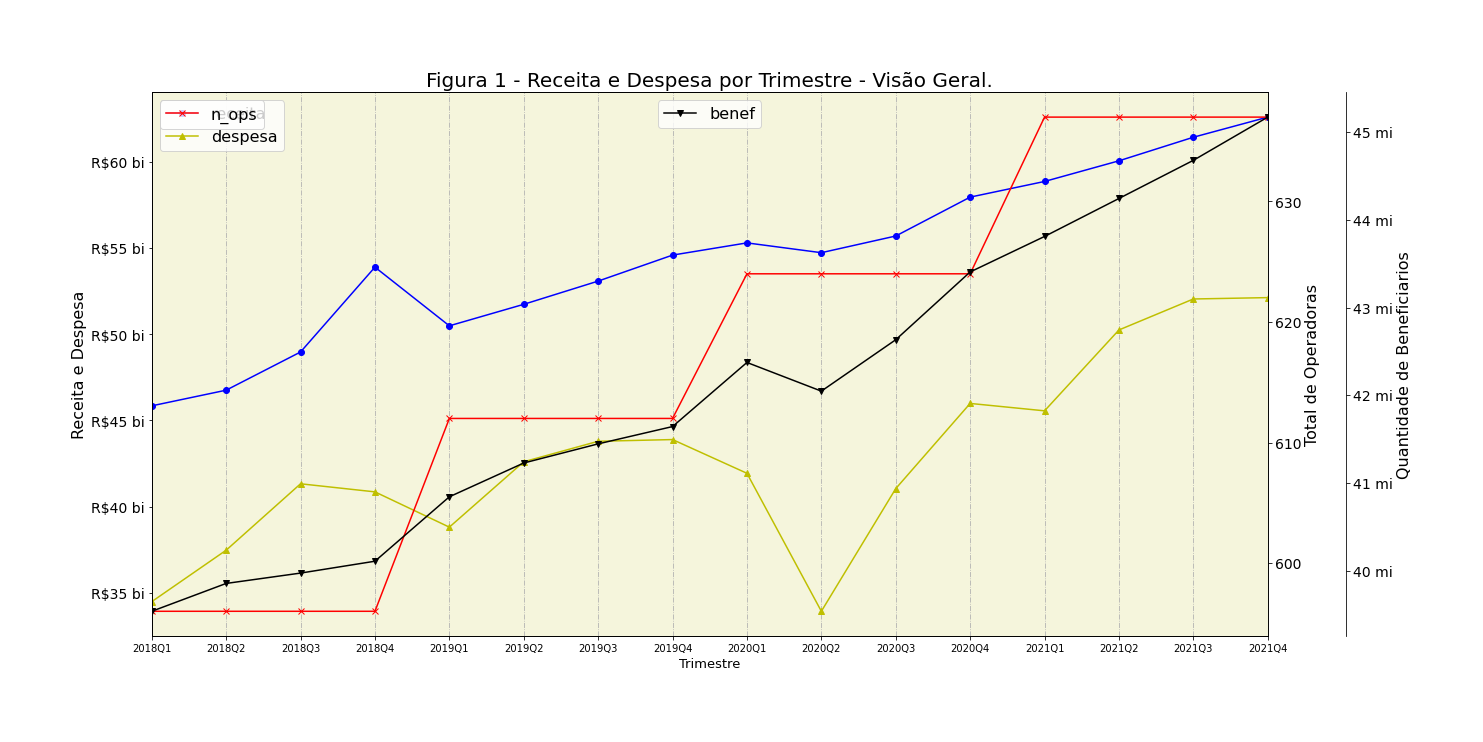 Figura 1 - Receita e Despesa por Trimestre - Visão Geral.
n_ops
despesa
benef
R$60 bi
R$55 bi
R$50 bi
R$45 bi
R$40 bi
R$35 bi
Receita e Despesa
630
620
610
600
Total de Operadoras
45 mi
44 mi
43 mi
42 mi
41 mi
40 mi
Quantidade de Beneficiarios
2018Q1 2018Q2 2018Q3 2018Q4 2019Q1 2019Q2 2019Q3 2019Q4 2020Q1 2020Q2 2020Q3 2020Q4 2021Q1 2021Q2 2021Q3 2021Q4
Trimestre